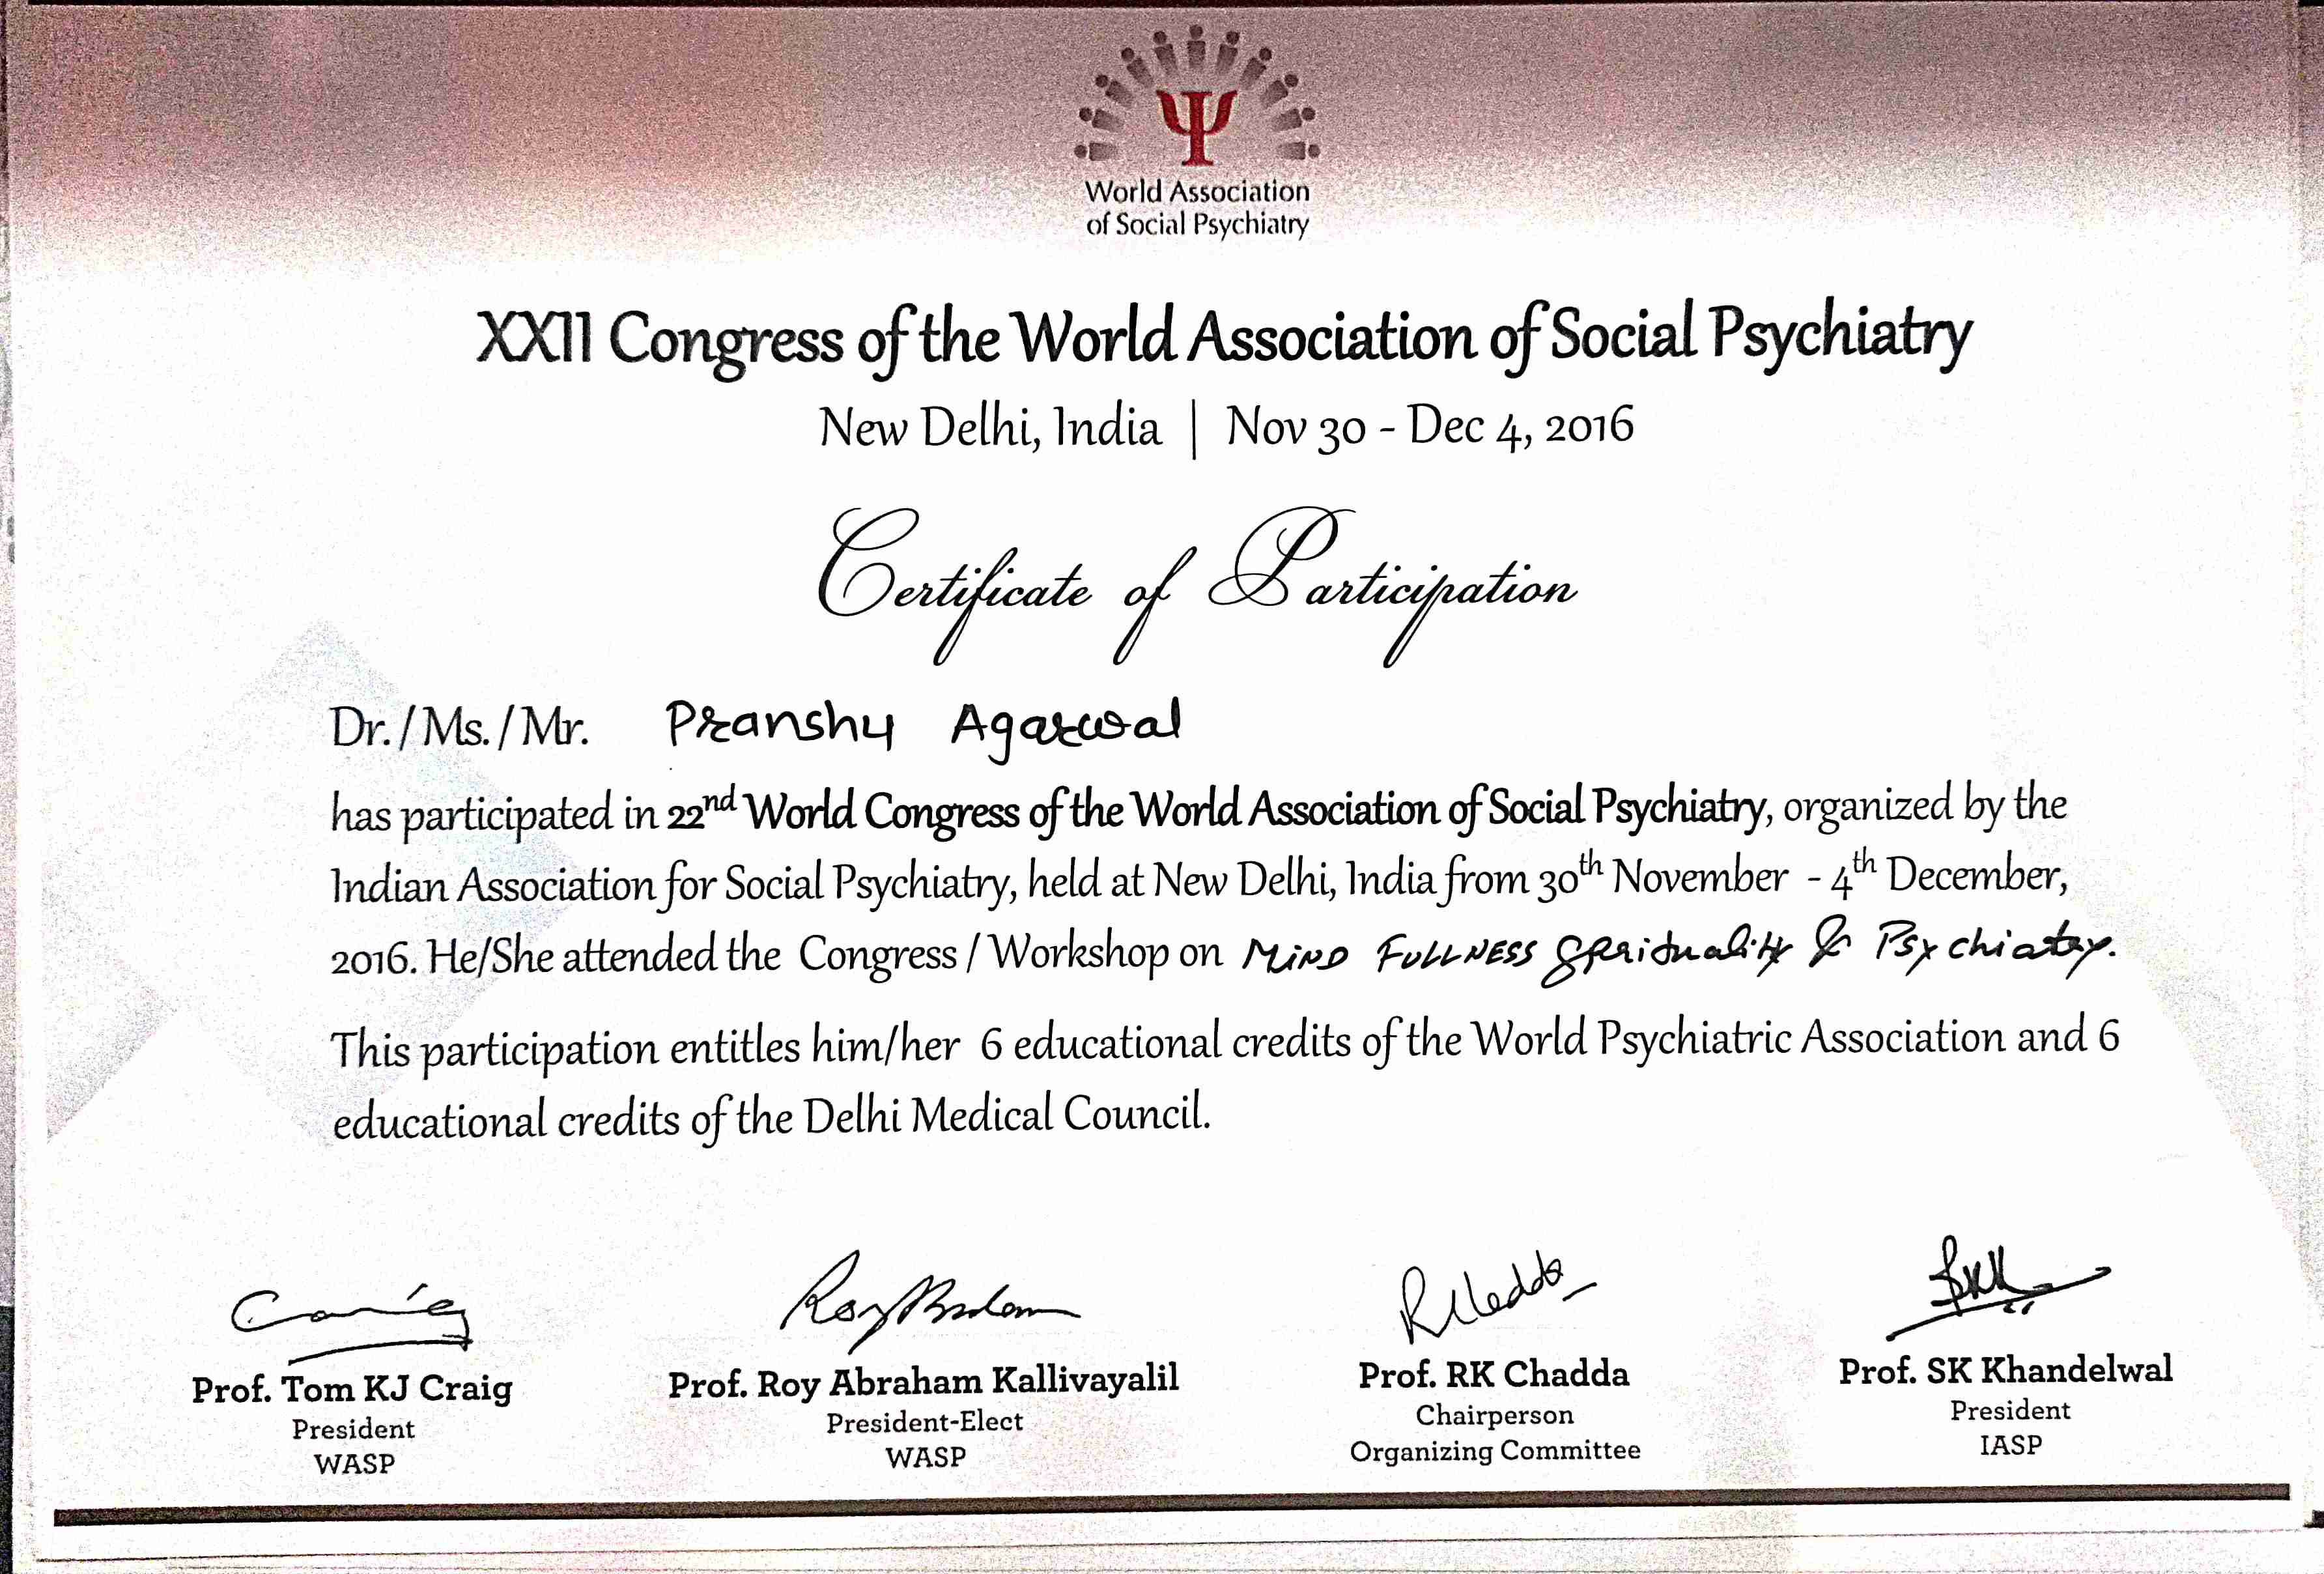 World Association
of Social Psychiatry
XXII Congress of the World Association of Social Psychiatry
New Delhi, India | Nov 30 - Dec 4, 2016
Certificate of Participation
Dr. / Ms. / Mr. Pranshu Agarwal
has participated in 22nd World Congress of the World Association of Social Psychiatry, organized by the
Indian Association for Social Psychiatry, held at New Delhi, India from 30th November - 4th December,
2016. He/She attended the Congress / Workshop on MIND FULLNESS Spirituality & Psychiatry.
This participation entitles him/her 6 educational credits of the World Psychiatric Association and 6
educational credits of the Delhi Medical Council.
Prof. Tom KJ Craig Prof. Roy Abraham Kallivayalil Prof. RK Chadda Prof. SK Khandelwal
President President-Elect Chairperson President
WASP WASP Organizing Committee IASP